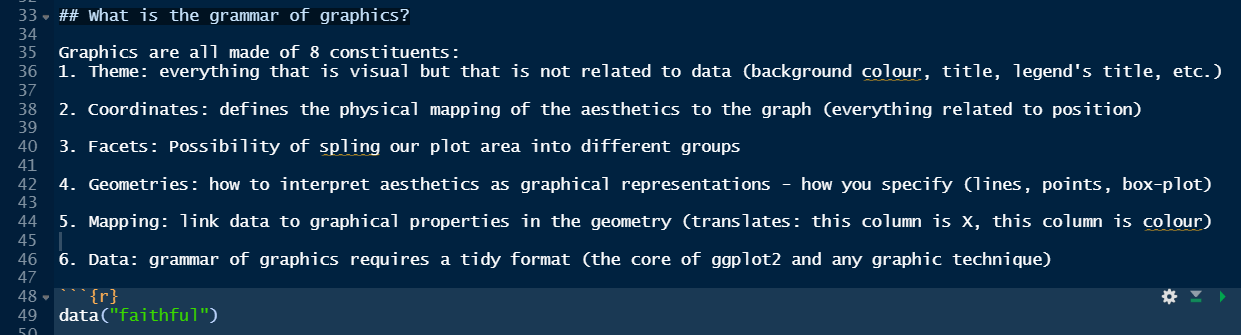 33 ## What is the grammar of graphics?
34
35 Graphics are all made of 8 constituents:
36 1. Theme: everything that is visual but that is not related to data (background colour, title, legend's title, etc.)
37
38 2. Coordinates: defines the physical mapping of the aesthetics to the graph (everything related to position)
39
40 3. Facets: Possibility of spling our plot area into different groups
41
42 4. Geometries: how to interpret aesthetics as graphical representations - how you specify (lines, points, box-plot)
43
44 5. Mapping: link data to graphical properties in the geometry (translates: this column is X, this column is colour)
45
46 6. Data: grammar of graphics requires a tidy format (the core of ggplot2 and any graphic technique)
47
48 ```{r}
49 data("faithful")